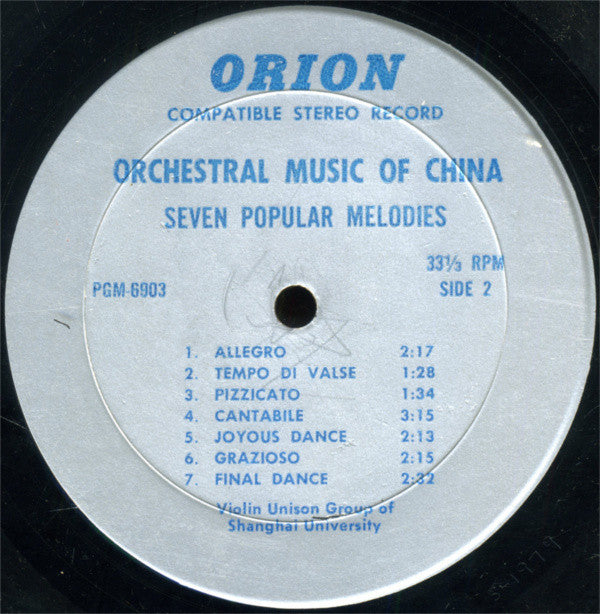 ORION
COMPATIBLE STEREO RECORD
ORCHESTRAL MUSIC OF CHINA
SEVEN POPULAR MELODIES
33⅓ RPM
PGM-6903 SIDE 2
1. ALLEGRO 2:17
2. TEMPO DI VALSE 1:28
3. PIZZICATO 1:34
4. CANTABILE 3:15
5. JOYOUS DANCE 2:13
6. GRAZIOSO 2:15
7. FINAL DANCE 2:32
Violin Unison Group of
Shanghai University